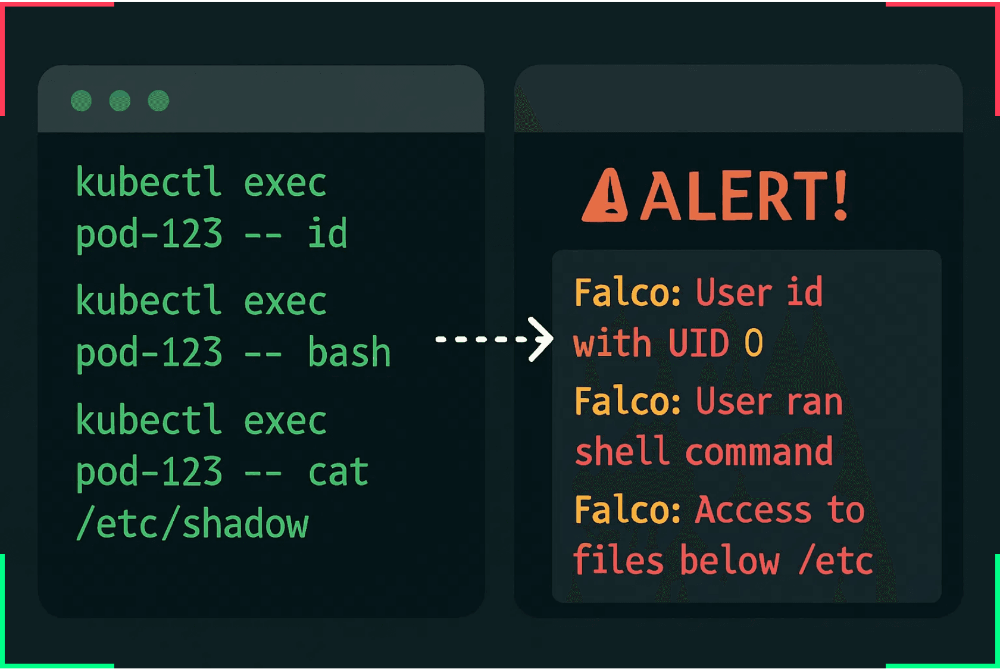 kubectl exec
pod-123 -- id
kubectl exec
pod-123 -- bash
kubectl exec
pod-123 -- cat
/etc/shadow
ALERT!
Falco: User id
with UID 0
Falco: User ran
shell command
Falco: Access to
files below /etc